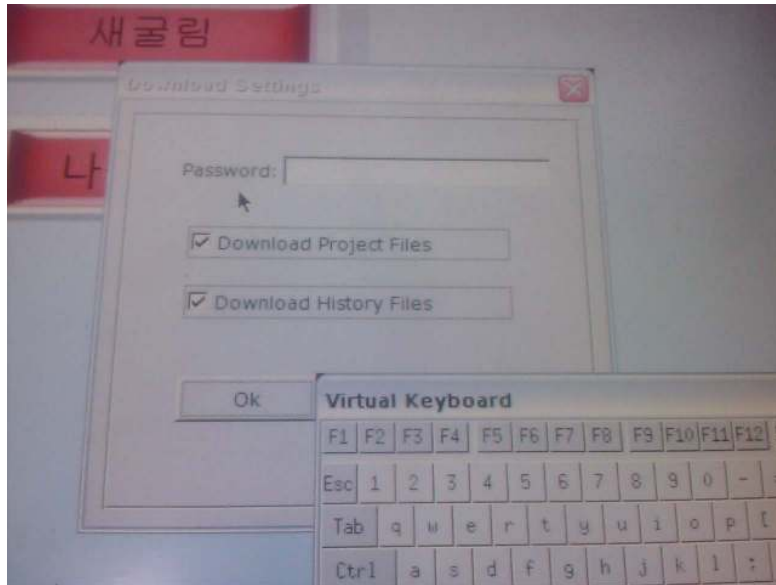 새굴림
Download Settings
나
Password:
Download Project Files
Download History Files
Ok
Virtual Keyboard
F1 F2 F3 F4 F5 F6 F7 F8 F9 F10 F11 F12
Esc 1 2 3 4 5 6 7 8 9 0 -
Tab q w e r t y u i o p [
Ctrl a s d f g h j k l ;